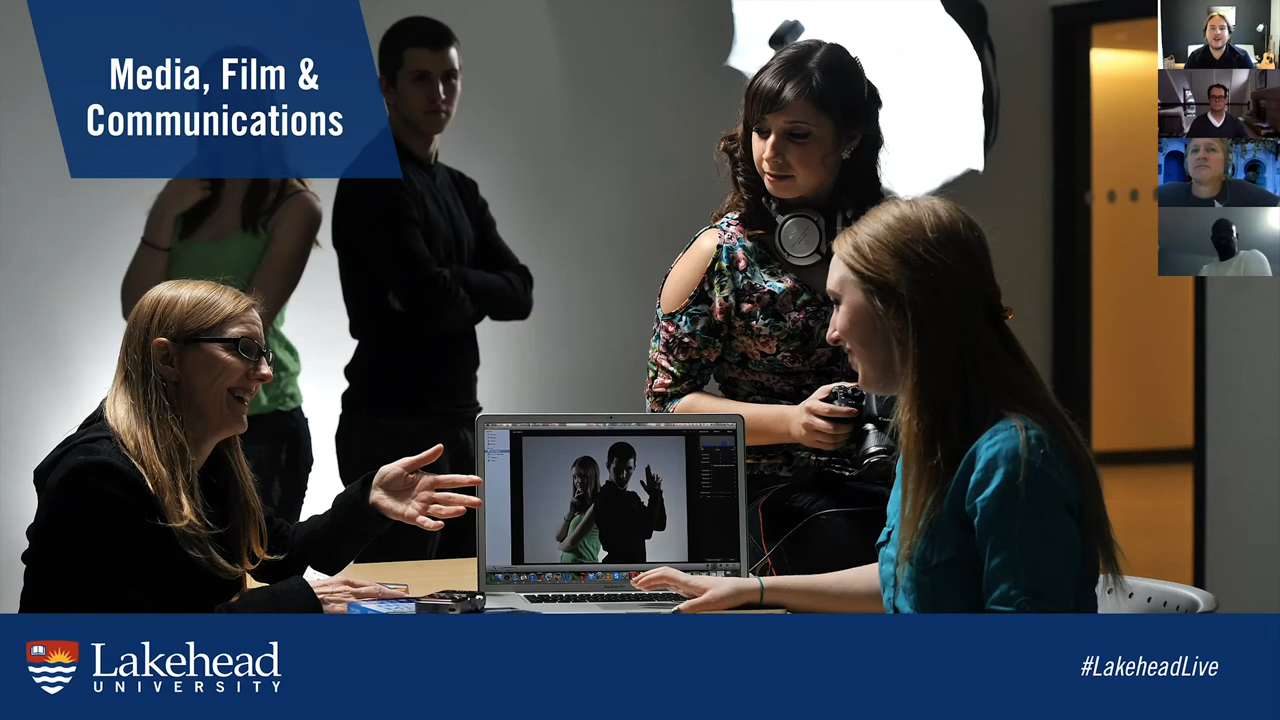 Media, Film &
Communications
Lakehead
UNIVERSITY
#LakeheadLive